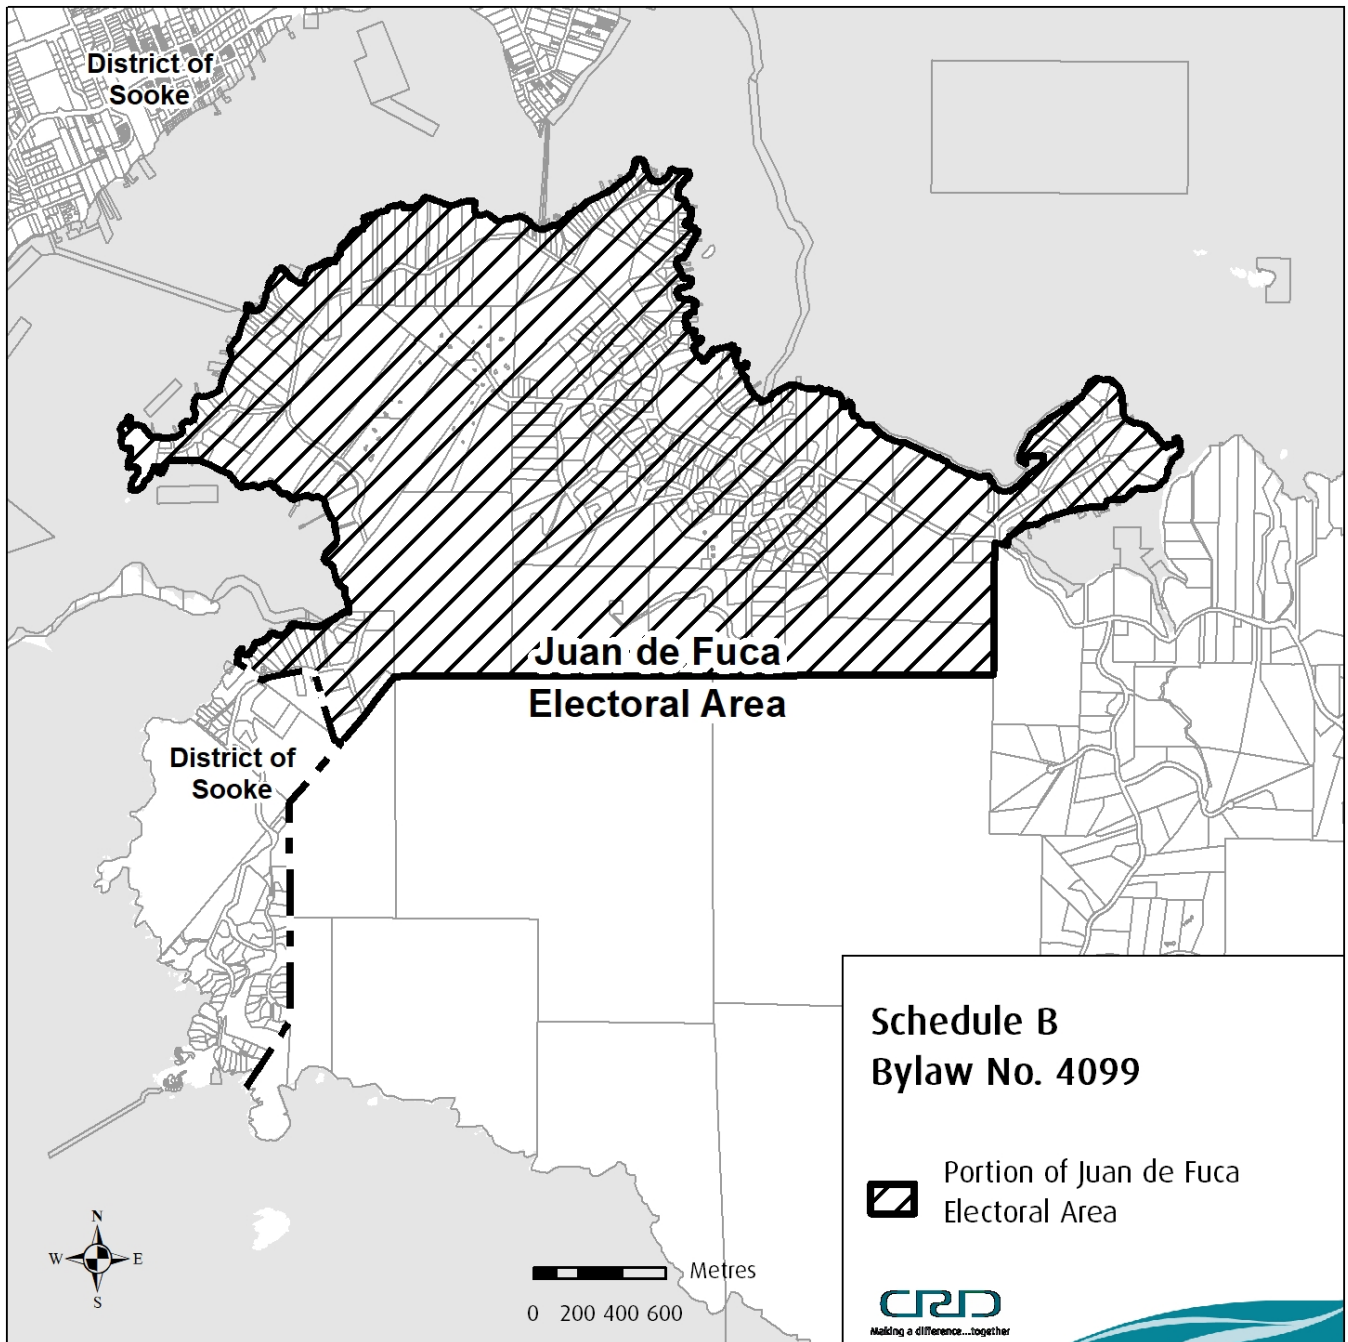 District of
Sooke
Juan de Fuca
Electoral Area
District of
Sooke
Schedule B
Bylaw No. 4099
Portion of Juan de Fuca
Electoral Area
N
W E
S
Metres
0 200 400 600
CRD
Making a difference...together